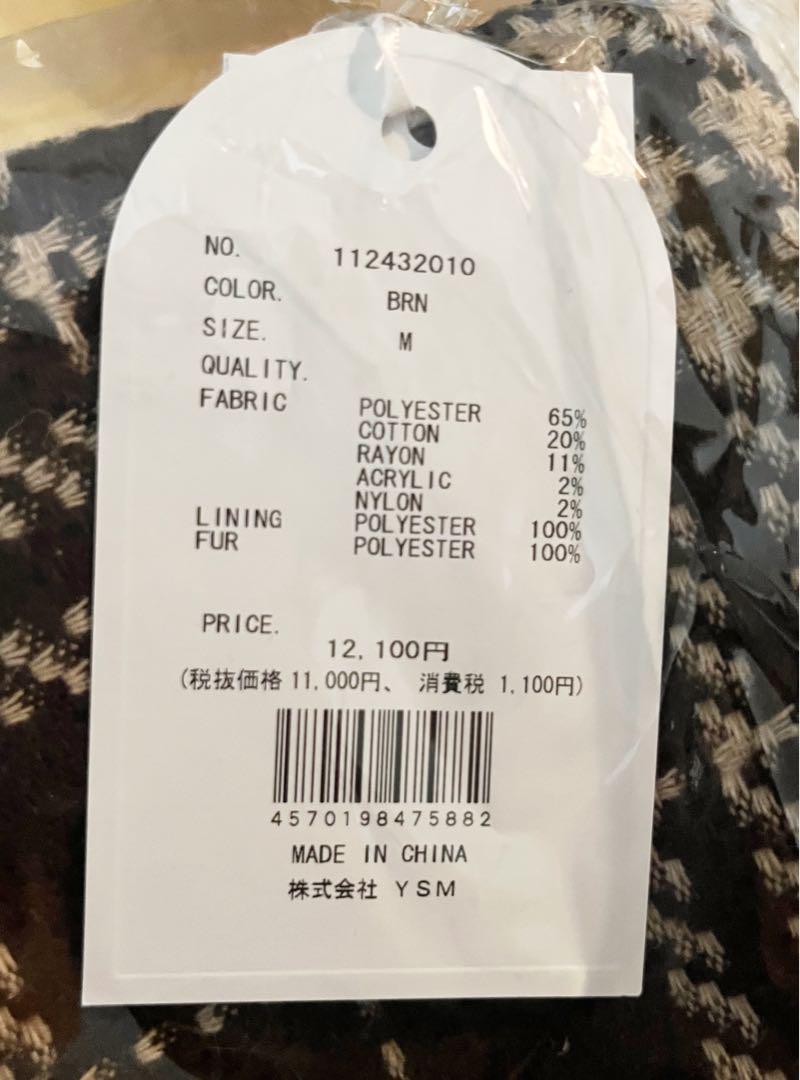 NO. 112432010
COLOR. BRN
SIZE. M
QUALITY.
FABRIC POLYESTER 65%
COTTON 20%
RAYON 11%
ACRYLIC 2%
NYLON 2%
LINING POLYESTER 100%
FUR POLYESTER 100%
PRICE. 12,100円
(税抜価格 11,000円、 消費税 1,100円)
4570198475882
MADE IN CHINA
株式会社 YSM